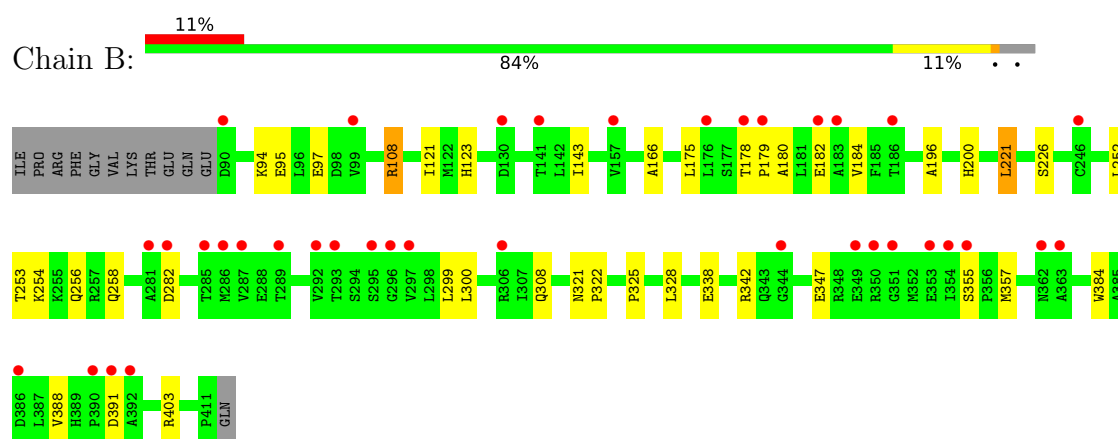 11%
Chain B:
84% 11% • •
ILE PRO ARG PHE GLY VAL LYS THR GLU GLN GLU D90 K94 E95 L96 E97 D98 V99 R108 I121 M122 H123 D130 T141 L142 I143 V157 A166 L175 L176 S177 T178 P179 A180 L181 E182 A183 V184 F185 T186 A196 H200 L221 S226 C246 L252
T253 K254 K255 Q256 R257 Q258 A281 D282 T285 M286 V287 E288 T289 V292 T293 S294 S295 G296 V297 L298 L299 L300 R306 I307 Q308 N321 P322 P325 L328 E338 R342 Q343 G344 E347 R348 E349 R350 G351 M352 E353 I354 S355 P356 M357 N362 A363 W384 A385
D386 L387 V388 H389 P390 D391 A392 R403 P411 GLN